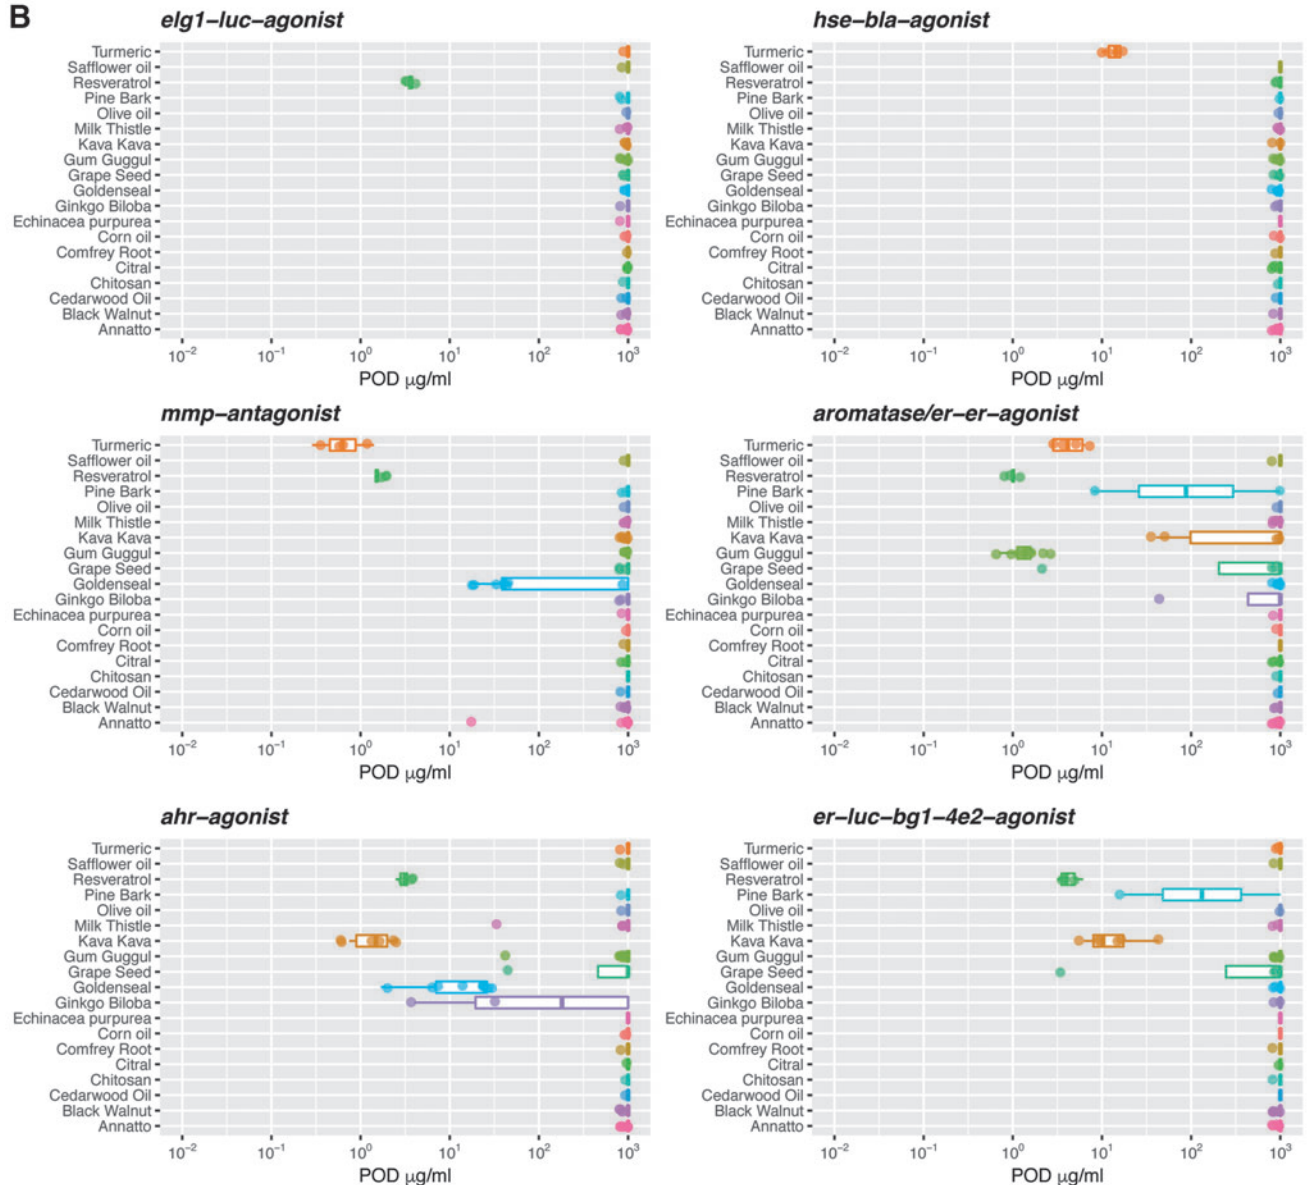 B
elg1-luc-agonist
Turmeric
Safflower oil
Resveratrol
Pine Bark
Olive oil
Milk Thistle
Kava Kava
Gum Guggul
Grape Seed
Goldenseal
Ginkgo Biloba
Echinacea purpurea
Corn oil
Comfrey Root
Citral
Chitosan
Cedarwood Oil
Black Walnut
Annatto
10⁻² 10⁻¹ 10⁰ 10¹ 10² 10³
POD µg/ml
hse-bla-agonist
Turmeric
Safflower oil
Resveratrol
Pine Bark
Olive oil
Milk Thistle
Kava Kava
Gum Guggul
Grape Seed
Goldenseal
Ginkgo Biloba
Echinacea purpurea
Corn oil
Comfrey Root
Citral
Chitosan
Cedarwood Oil
Black Walnut
Annatto
10⁻² 10⁻¹ 10⁰ 10¹ 10² 10³
POD µg/ml
mmp-antagonist
Turmeric
Safflower oil
Resveratrol
Pine Bark
Olive oil
Milk Thistle
Kava Kava
Gum Guggul
Grape Seed
Goldenseal
Ginkgo Biloba
Echinacea purpurea
Corn oil
Comfrey Root
Citral
Chitosan
Cedarwood Oil
Black Walnut
Annatto
10⁻² 10⁻¹ 10⁰ 10¹ 10² 10³
POD µg/ml
aromatase/er-er-agonist
Turmeric
Safflower oil
Resveratrol
Pine Bark
Olive oil
Milk Thistle
Kava Kava
Gum Guggul
Grape Seed
Goldenseal
Ginkgo Biloba
Echinacea purpurea
Corn oil
Comfrey Root
Citral
Chitosan
Cedarwood Oil
Black Walnut
Annatto
10⁻² 10⁻¹ 10⁰ 10¹ 10² 10³
POD µg/ml
ahr-agonist
Turmeric
Safflower oil
Resveratrol
Pine Bark
Olive oil
Milk Thistle
Kava Kava
Gum Guggul
Grape Seed
Goldenseal
Ginkgo Biloba
Echinacea purpurea
Corn oil
Comfrey Root
Citral
Chitosan
Cedarwood Oil
Black Walnut
Annatto
10⁻² 10⁻¹ 10⁰ 10¹ 10² 10³
POD µg/ml
er-luc-bg1-4e2-agonist
Turmeric
Safflower oil
Resveratrol
Pine Bark
Olive oil
Milk Thistle
Kava Kava
Gum Guggul
Grape Seed
Goldenseal
Ginkgo Biloba
Echinacea purpurea
Corn oil
Comfrey Root
Citral
Chitosan
Cedarwood Oil
Black Walnut
Annatto
10⁻² 10⁻¹ 10⁰ 10¹ 10² 10³
POD µg/ml